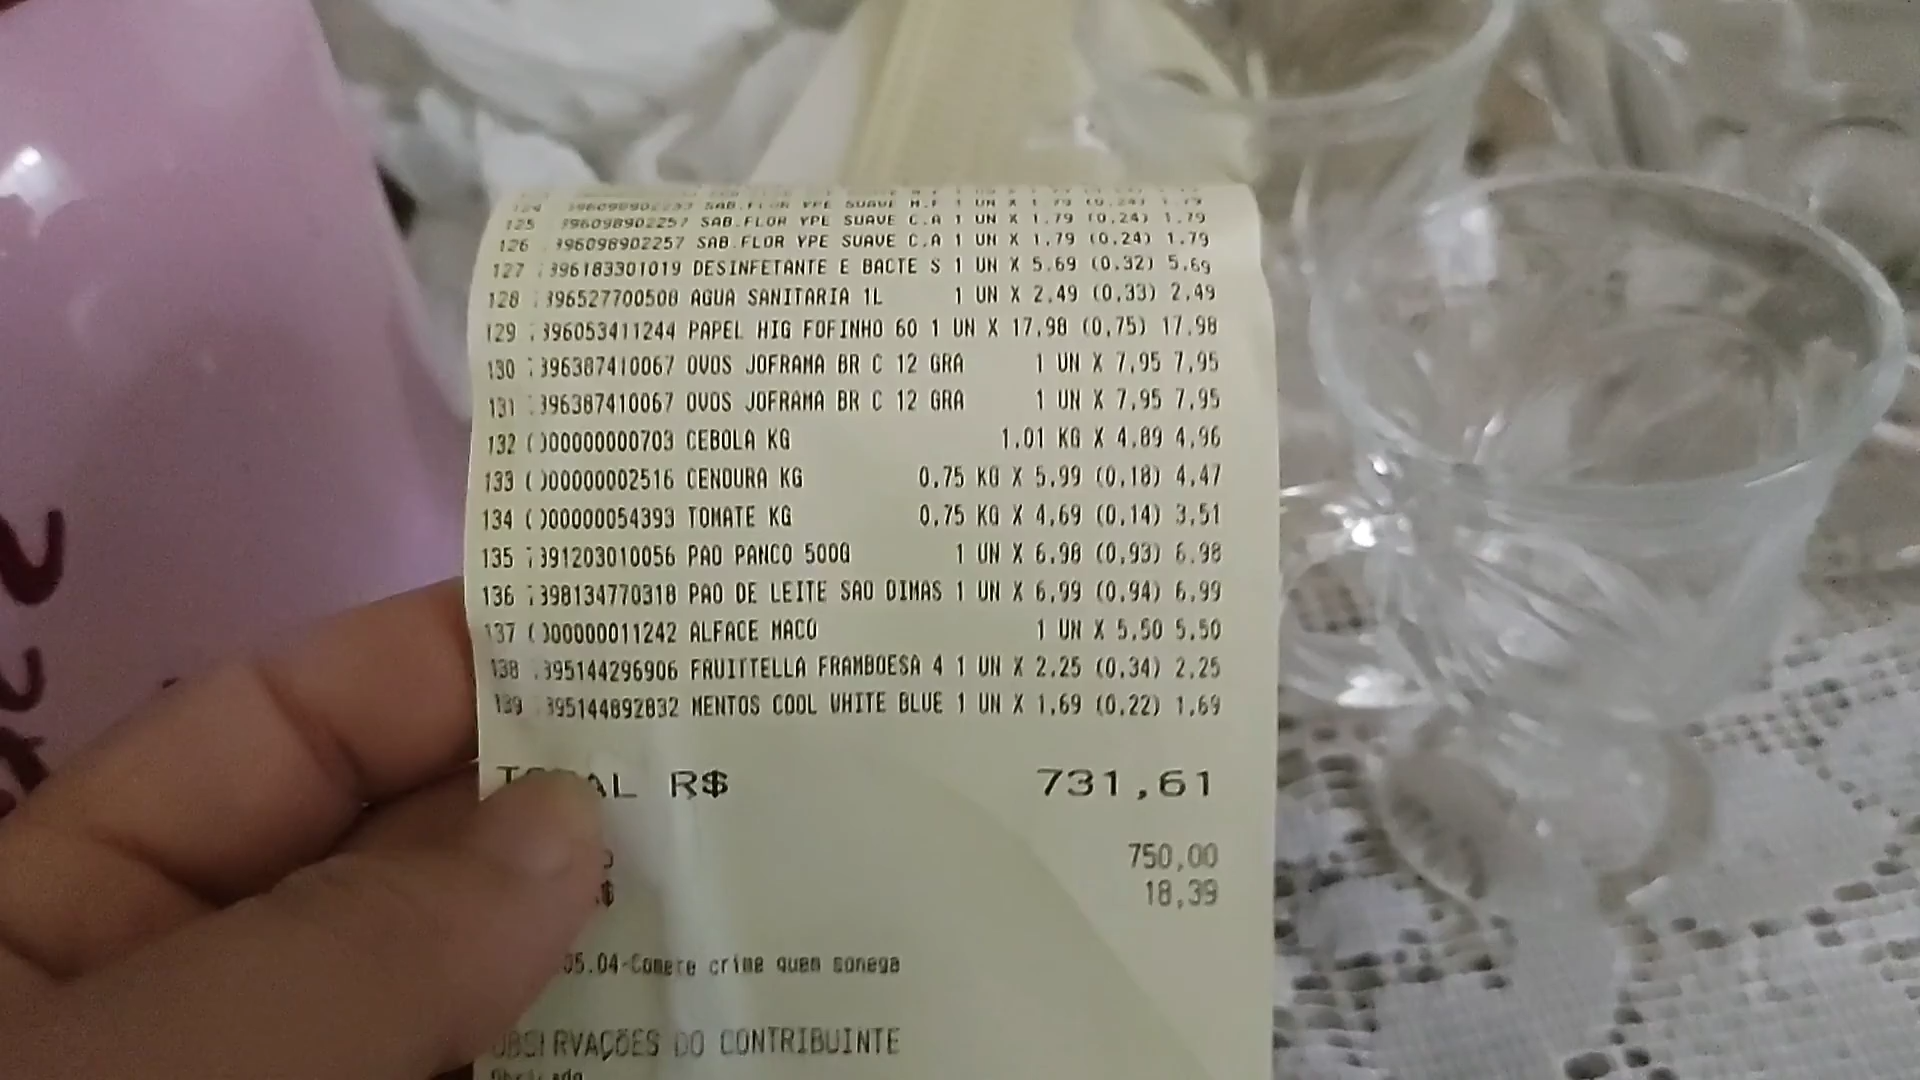 125 396098902257 SAB.FLOR YPE SUAVE C.A 1 UN X 1.79 (0.24) 1.79
126 396098902257 SAB.FLOR YPE SUAVE C.A 1 UN X 1,79 (0.24) 1.79
127 396183301019 DESINFETANTE E BACTE S 1 UN X 5.69 (0.32) 5.69
128 396527700508 AGUA SANITARIA 1L 1 UN X 2.49 (0,33) 2,49
129 396053411244 PAPEL HIG FOFINHO 60 1 UN X 17,98 (0,75) 17.98
130 396387410067 OVOS JOFRAMA BR C 12 GRA 1 UN X 7,95 7,95
131 396387410067 OVOS JOFRAMA BR C 12 GRA 1 UN X 7,95 7,95
132 000000000703 CEBOLA KG 1,01 KG X 4,89 4,96
133 000000002516 CENOURA KG 0,75 KG X 5,99 (0,18) 4,47
134 000000054393 TOMATE KG 0,75 KG X 4,69 (0,14) 3,51
135 7891203010056 PAO PANCO 500G 1 UN X 6,98 (0,93) 6,98
136 7898134770318 PAO DE LEITE SAO DIMAS 1 UN X 6,99 (0,94) 6,99
137 000000011242 ALFACE MACO 1 UN X 5,50 5,50
138 895144296906 FRUITTELLA FRAMBOESA 4 1 UN X 2,25 (0,34) 2,25
139 895144892832 MENTOS COOL WHITE BLUE 1 UN X 1,69 (0,22) 1,69
TOTAL R$ 731,61
750,00
$ 18,39
05.04-Comete crime quem sonega
OBSERVAÇÕES DO CONTRIBUINTE